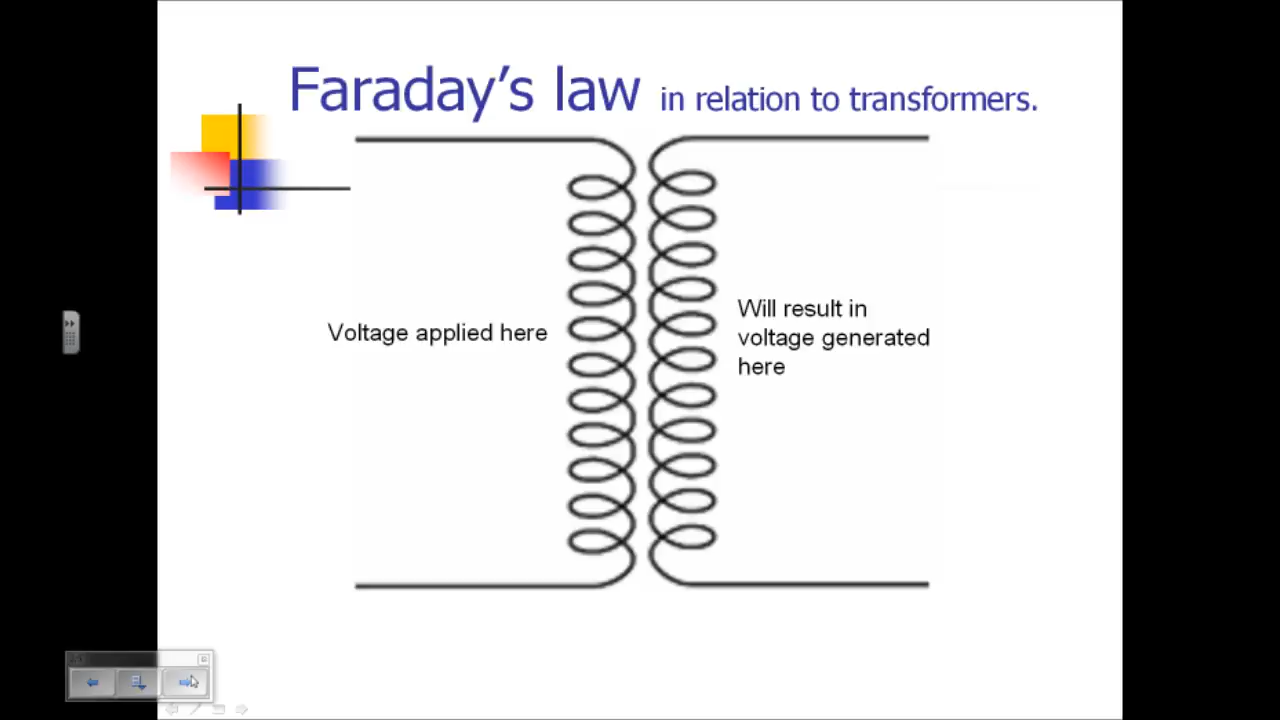 Faraday's law in relation to transformers.
Voltage applied here
Will result in
voltage generated
here